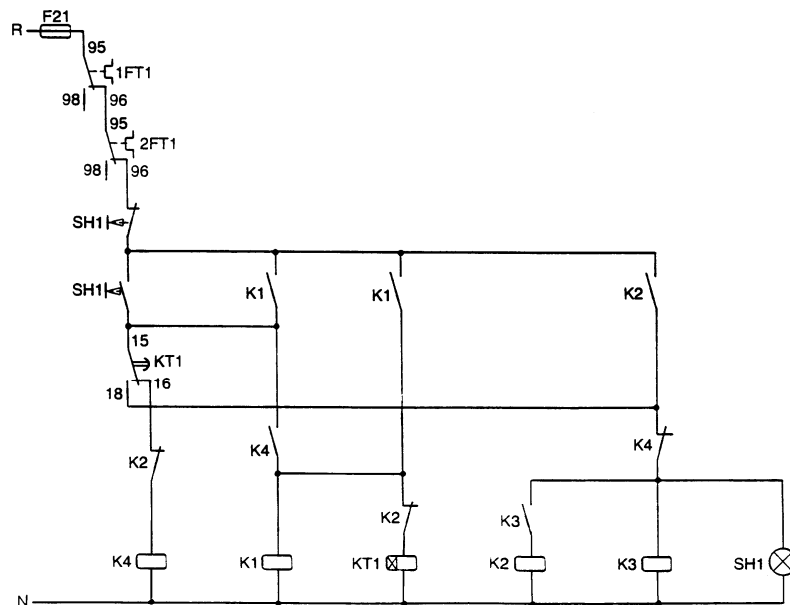 F21
R
95
1FT1
98 96
95
2FT1
98 96
SH1
SH1 K1 K1 K2
15
KT1
16
18
K4 K4
K2
K2 K3
K4 K1 KT1 K2 K3 SH1
N